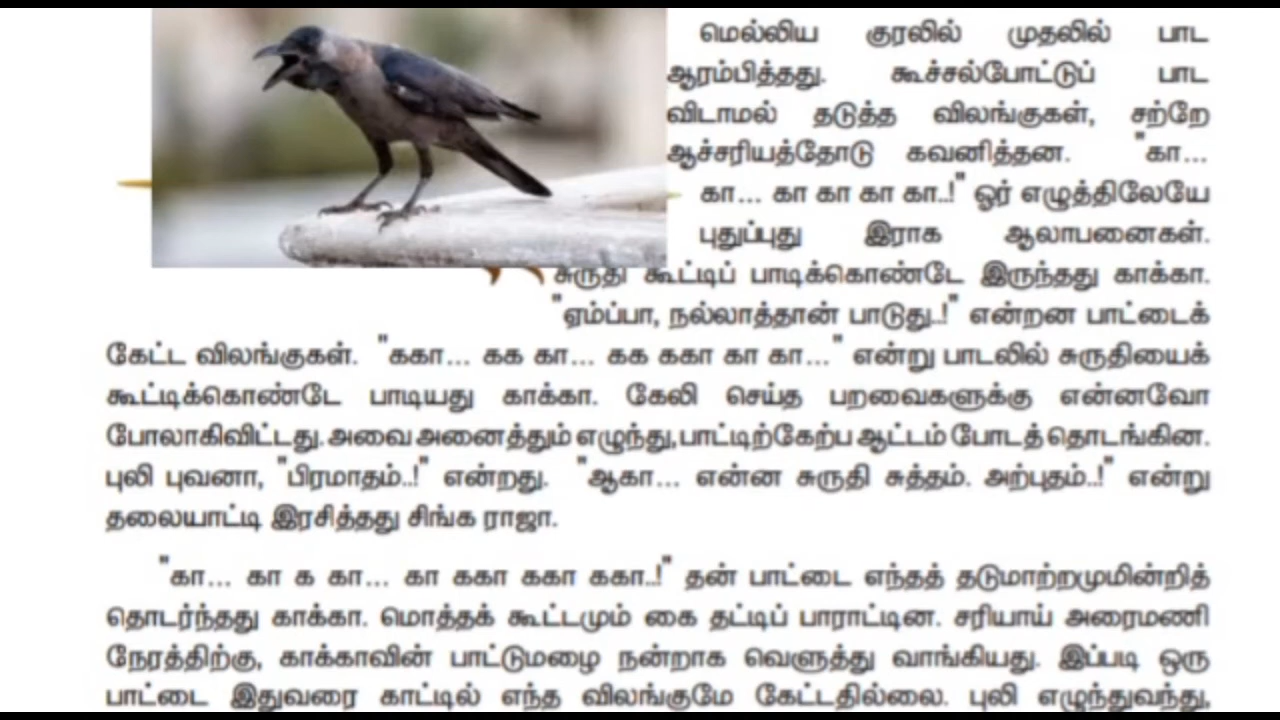 மெல்லிய குரலில் முதலில் பாட
ஆரம்பித்தது. கூச்சல்போட்டுப் பாட
விடாமல் தடுத்த விலங்குகள், சற்றே
ஆச்சரியத்தோடு கவனித்தன. "கா...
கா... கா கா கா கா..!" ஓர் எழுத்திலேயே
புதுப்புது இராக ஆலாபனைகள்.
சுருதி கூட்டிப் பாடிக்கொண்டே இருந்தது காக்கா.
"ஏம்ப்பா, நல்லாத்தான் பாடுது..!" என்றன பாட்டைக்
கேட்ட விலங்குகள். "ககா... கக கா... கக ககா கா கா..." என்று பாடலில் சுருதியைக்
கூட்டிக்கொண்டே பாடியது காக்கா. கேலி செய்த பறவைகளுக்கு என்னவோ
போலாகிவிட்டது. அவை அனைத்தும் எழுந்து, பாட்டிற்கேற்ப ஆட்டம் போடத் தொடங்கின.
புலி புவனா, "பிரமாதம்..!" என்றது. "ஆகா... என்ன சுருதி சுத்தம். அற்புதம்..!" என்று
தலையாட்டி இரசித்தது சிங்க ராஜா.
"கா... கா க கா... கா ககா ககா ககா..!" தன் பாட்டை எந்தத் தடுமாற்றமுமின்றித்
தொடர்ந்தது காக்கா. மொத்தக் கூட்டமும் கை தட்டிப் பாராட்டின. சரியாய் அரைமணி
நேரத்திற்கு, காக்காவின் பாட்டுமழை நன்றாக வெளுத்து வாங்கியது. இப்படி ஒரு
பாட்டை இதுவரை காட்டில் எந்த விலங்குமே கேட்டதில்லை. புலி எழுந்துவந்து,